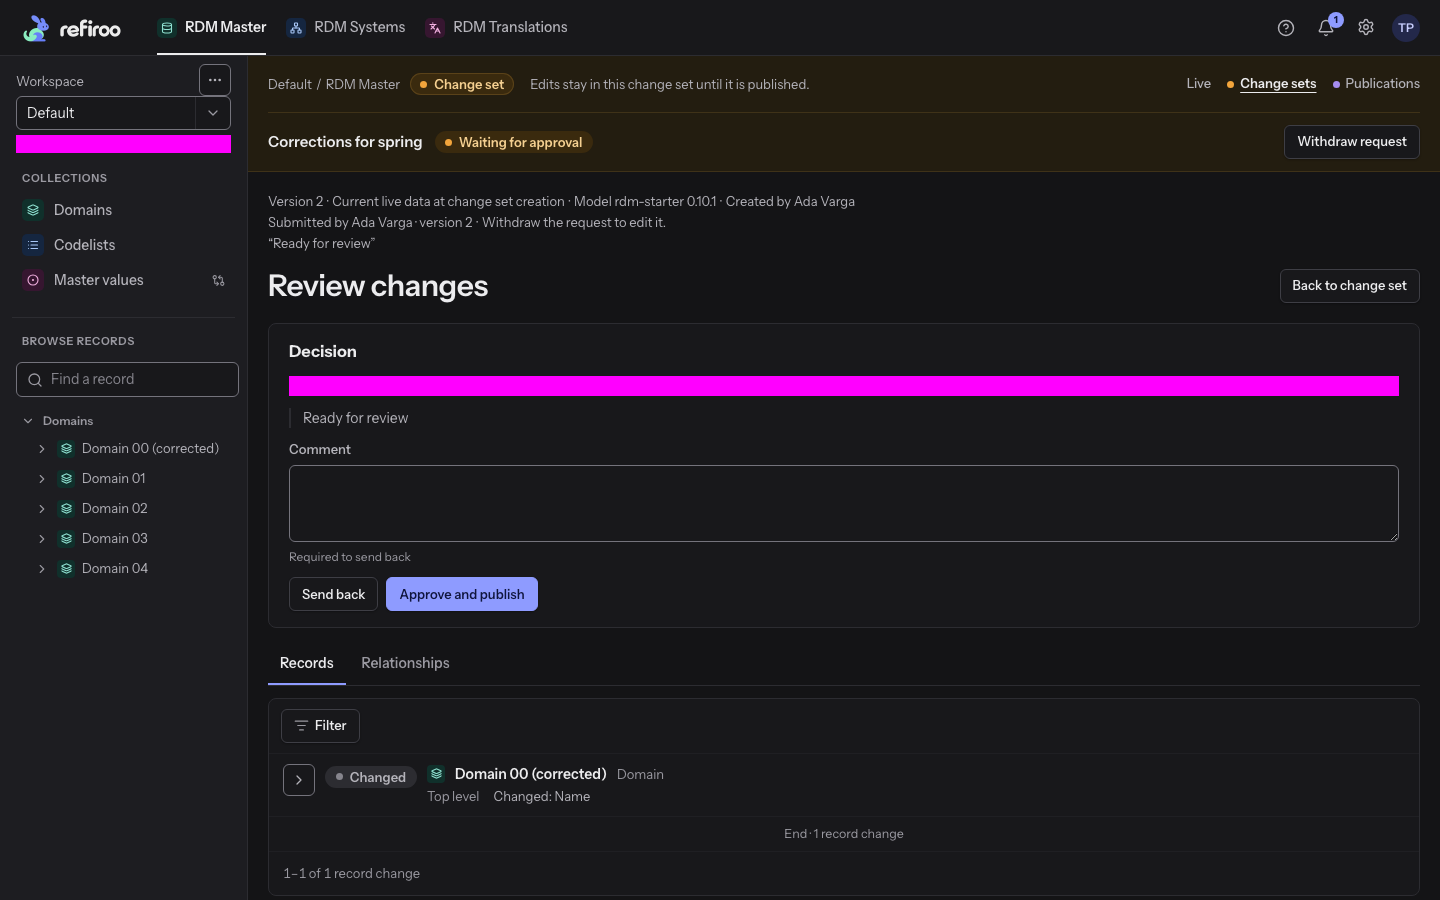 refiroo
RDM Master
RDM Systems
RDM Translations
1
TP
Workspace
Default
COLLECTIONS
Domains
Codelists
Master values
BROWSE RECORDS
Find a record
Domains
Domain 00 (corrected)
Domain 01
Domain 02
Domain 03
Domain 04
Default / RDM Master
Change set
Edits stay in this change set until it is published.
Live
Change sets
Publications
Corrections for spring
Waiting for approval
Withdraw request
Version 2 · Current live data at change set creation · Model rdm-starter 0.10.1 · Created by Ada Varga
Submitted by Ada Varga · version 2 · Withdraw the request to edit it.
“Ready for review”
Review changes
Back to change set
Decision
Ready for review
Comment
Required to send back
Send back
Approve and publish
Records
Relationships
Filter
Changed
Domain 00 (corrected)
Domain
Top level
Changed: Name
End · 1 record change
1–1 of 1 record change